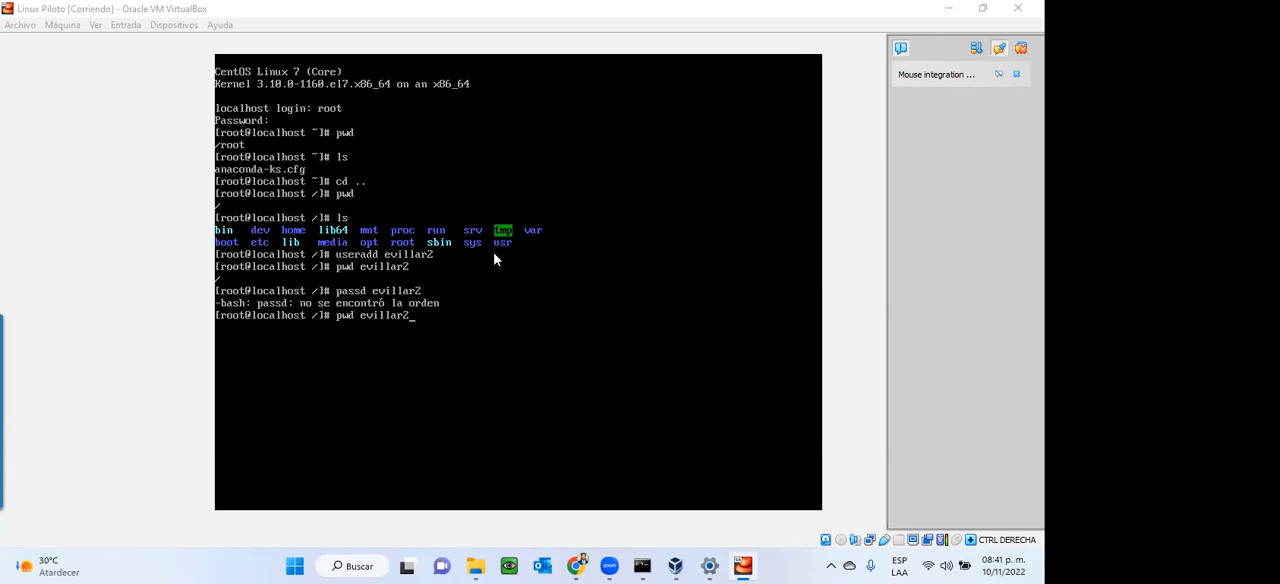 Linux Piloto [Corriendo] - Oracle VM VirtualBox
Archivo Máquina Ver Entrada Dispositivos Ayuda
CentOS Linux 7 (Core)
Kernel 3.10.0-1160.el7.x86_64 on an x86_64
localhost login: root
Password:
[root@localhost ~]# pwd
/root
[root@localhost ~]# ls
anaconda-ks.cfg
[root@localhost ~]# cd ..
[root@localhost /]# pwd
/
[root@localhost /]# ls
bin dev home lib64 mnt proc run srv tmp var
boot etc lib media opt root sbin sys usr
[root@localhost /]# useradd evillar2
[root@localhost /]# pwd evillar2
/
[root@localhost /]# passd evillar2
-bash: passd: no se encontró la orden
[root@localhost /]# pwd evillar2_
Mouse integration ...
CTRL DERECHA
30°C
Atardecer
Buscar
zoom
ESP
LAA
08:41 p. m.
10/11/2022